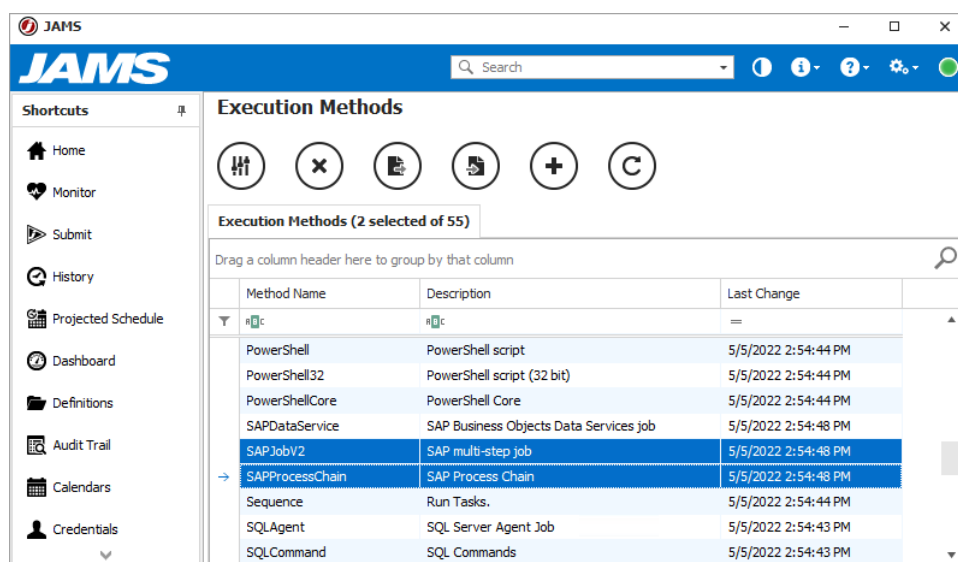 JAMS
JAMS
Search
Shortcuts
Execution Methods
Home
Monitor
Submit
History
Projected Schedule
Dashboard
Definitions
Audit Trail
Calendars
Credentials
Execution Methods (2 selected of 55)
Drag a column header here to group by that column
Method Name Description Last Change
ABC ABC =
PowerShell PowerShell script 5/5/2022 2:54:44 PM
PowerShell32 PowerShell script (32 bit) 5/5/2022 2:54:44 PM
PowerShellCore PowerShell Core 5/5/2022 2:54:44 PM
SAPDataService SAP Business Objects Data Services job 5/5/2022 2:54:48 PM
SAPJobV2 SAP multi-step job 5/5/2022 2:54:48 PM
SAPProcessChain SAP Process Chain 5/5/2022 2:54:48 PM
Sequence Run Tasks. 5/5/2022 2:54:44 PM
SQLAgent SQL Server Agent Job 5/5/2022 2:54:43 PM
SQLCommand SQL Commands 5/5/2022 2:54:43 PM